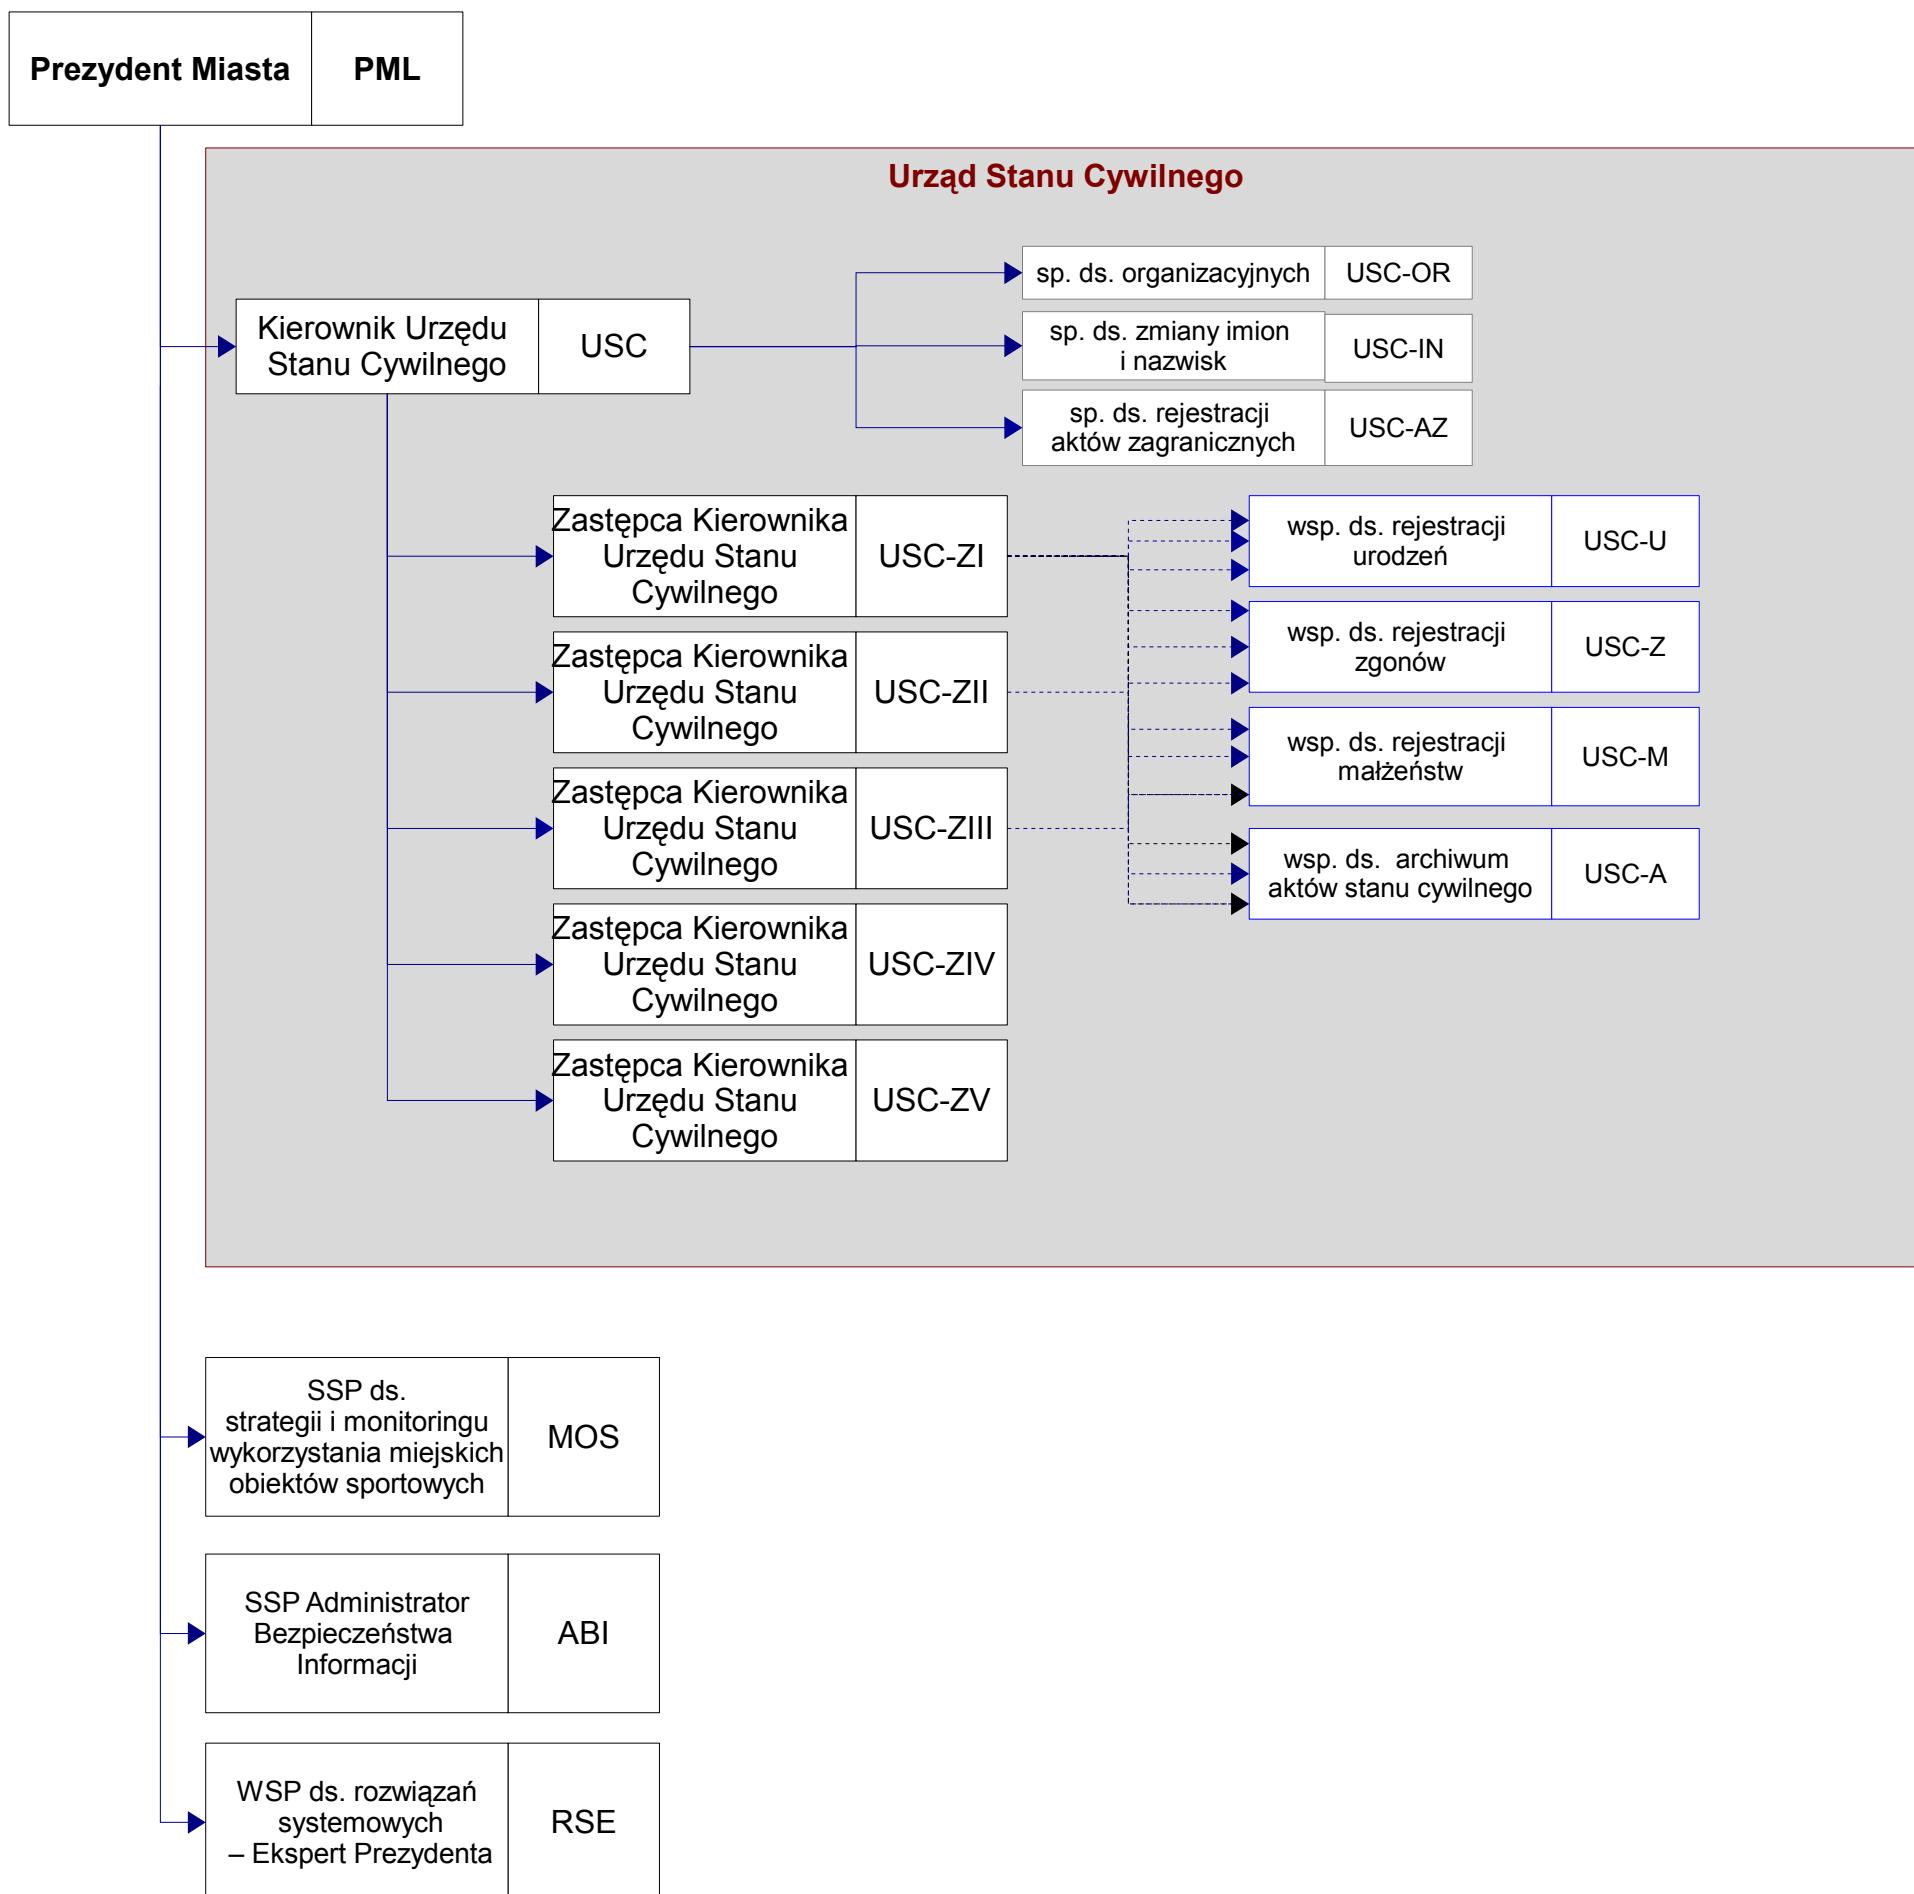 Prezydent Miasta
PML
Urząd Stanu Cywilnego
Kierownik Urzędu
Stanu Cywilnego
USC
sp. ds. organizacyjnych
USC-OR
sp. ds. zmiany imion
i nazwisk
USC-IN
sp. ds. rejestracji
aktów zagranicznych
USC-AZ
Zastępca Kierownika
Urzędu Stanu
Cywilnego
USC-ZI
Zastępca Kierownika
Urzędu Stanu
Cywilnego
USC-ZII
Zastępca Kierownika
Urzędu Stanu
Cywilnego
USC-ZIII
Zastępca Kierownika
Urzędu Stanu
Cywilnego
USC-ZIV
Zastępca Kierownika
Urzędu Stanu
Cywilnego
USC-ZV
wsp. ds. rejestracji
urodzeń
USC-U
wsp. ds. rejestracji
zgonów
USC-Z
wsp. ds. rejestracji
małżeństw
USC-M
wsp. ds. archiwum
aktów stanu cywilnego
USC-A
SSP ds.
strategii i monitoringu
wykorzystania miejskich
obiektów sportowych
MOS
SSP Administrator
Bezpieczeństwa
Informacji
ABI
WSP ds. rozwiązań
systemowych
– Ekspert Prezydenta
RSE